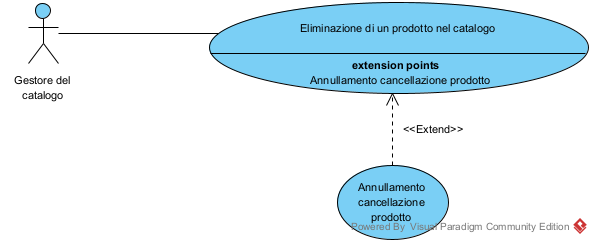 Eliminazione di un prodotto nel catalogo
extension points
Annullamento cancellazione prodotto
Gestore del
catalogo
<<Extend>>
Annullamento
cancellazione
prodotto
Powered By Visual Paradigm Community Edition